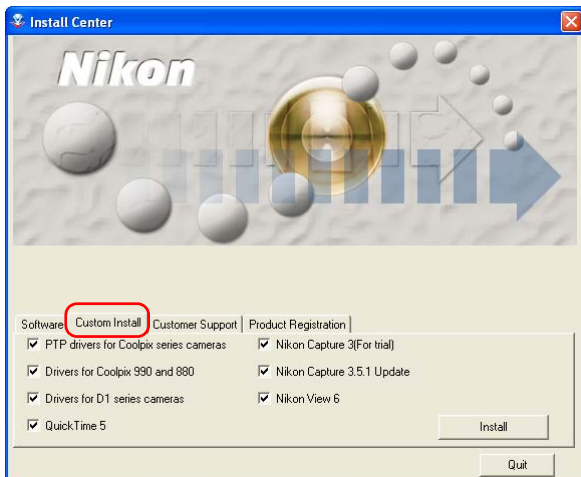 Install Center
Nikon
Software Custom Install Customer Support Product Registration
PTP drivers for Coolpix series cameras
Nikon Capture 3(For trial)
Drivers for Coolpix 990 and 880
Nikon Capture 3.5.1 Update
Drivers for D1 series cameras
Nikon View 6
QuickTime 5
Install
Quit